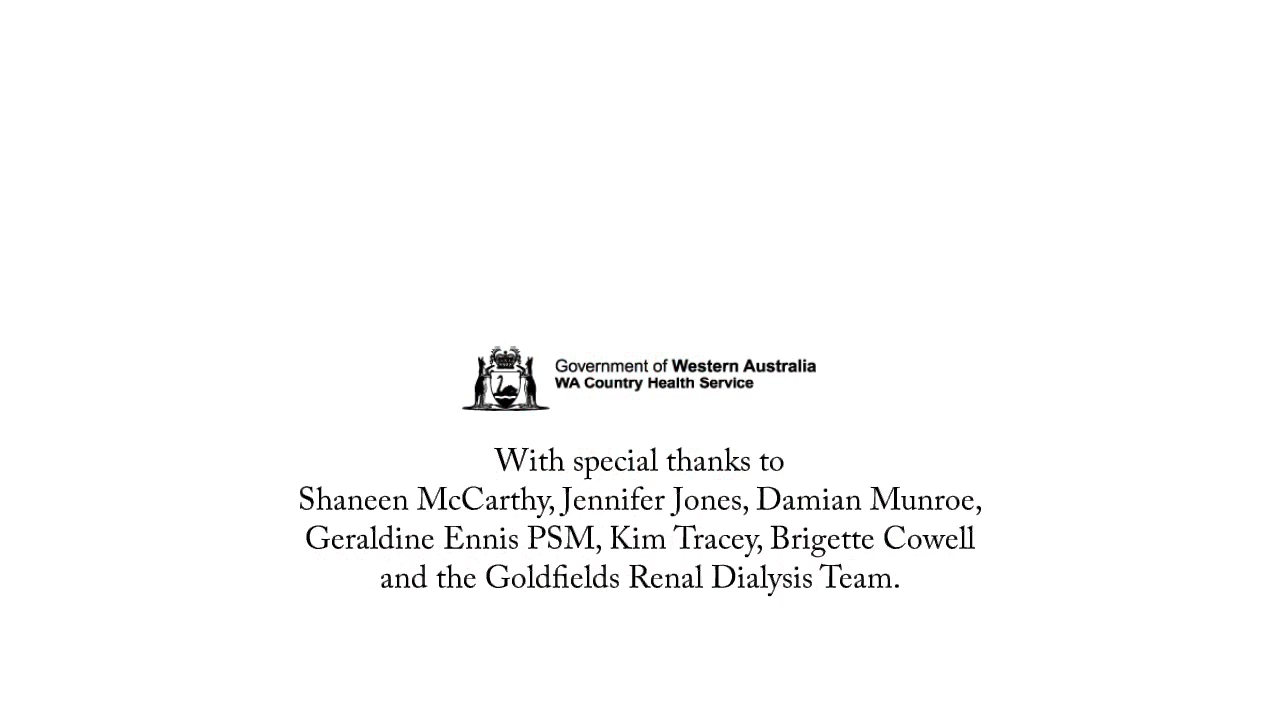 Government of Western Australia
WA Country Health Service
With special thanks to
Shaneen McCarthy, Jennifer Jones, Damian Munroe,
Geraldine Ennis PSM, Kim Tracey, Brigette Cowell
and the Goldfields Renal Dialysis Team.